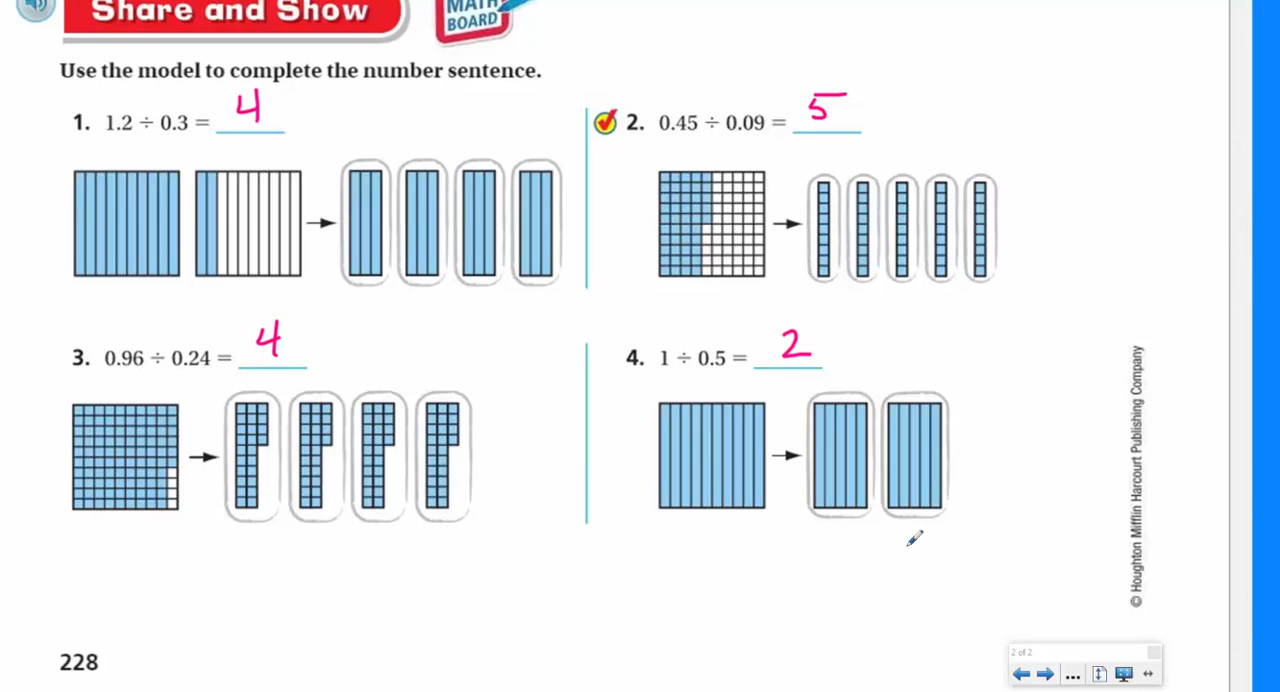 Share and Show
MATH
BOARD
Use the model to complete the number sentence.
1. 1.2 ÷ 0.3 = 4
2. 0.45 ÷ 0.09 = 5
3. 0.96 ÷ 0.24 = 4
4. 1 ÷ 0.5 = 2
© Houghton Mifflin Harcourt Publishing Company
228
2 of 2